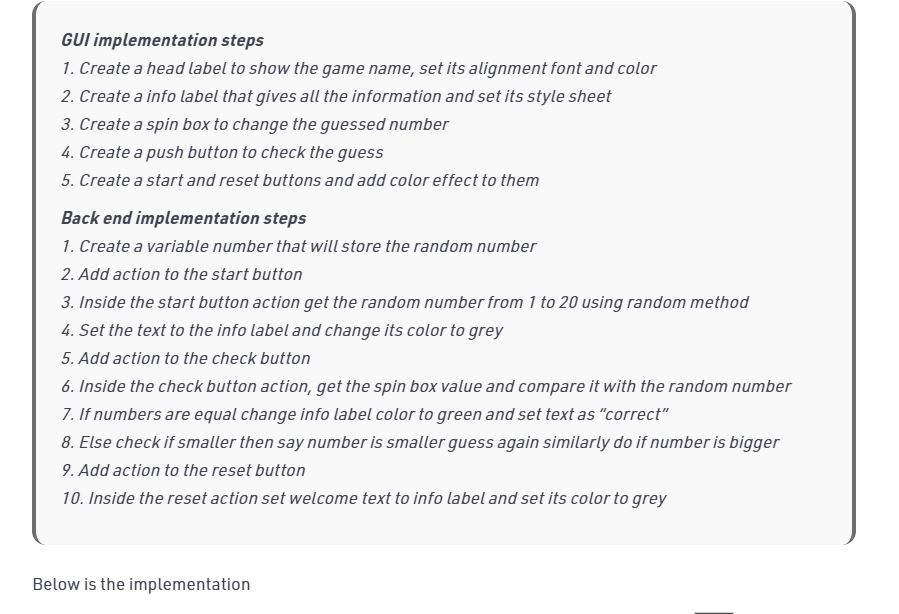 GUI implementation steps
1. Create a head label to show the game name, set its alignment font and color
2. Create a info label that gives all the information and set its style sheet
3. Create a spin box to change the guessed number
4. Create a push button to check the guess
5. Create a start and reset buttons and add color effect to them
Back end implementation steps
1. Create a variable number that will store the random number
2. Add action to the start button
3. Inside the start button action get the random number from 1 to 20 using random method
4. Set the text to the info label and change its color to grey
5. Add action to the check button
6. Inside the check button action, get the spin box value and compare it with the random number
7. If numbers are equal change info label color to green and set text as “correct”
8. Else check if smaller then say number is smaller guess again similarly do if number is bigger
9. Add action to the reset button
10. Inside the reset action set welcome text to info label and set its color to grey
Below is the implementation